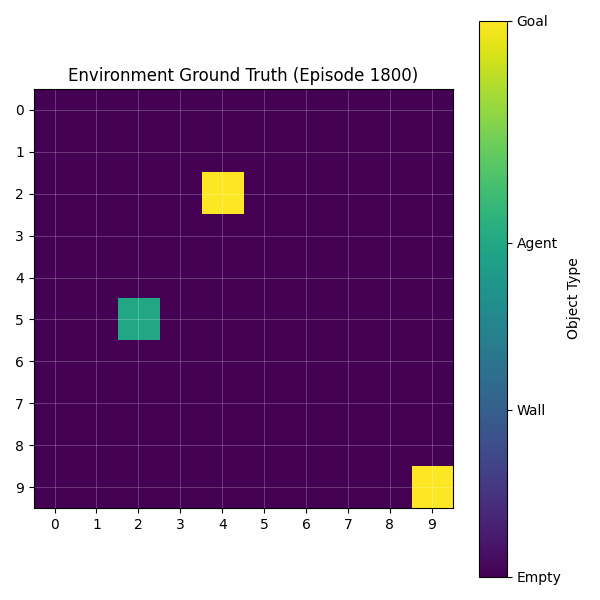 Environment Ground Truth (Episode 1800)
0
1
2
3
4
5
6
7
8
9
0 1 2 3 4 5 6 7 8 9
Goal
Agent
Wall
Empty
Object Type